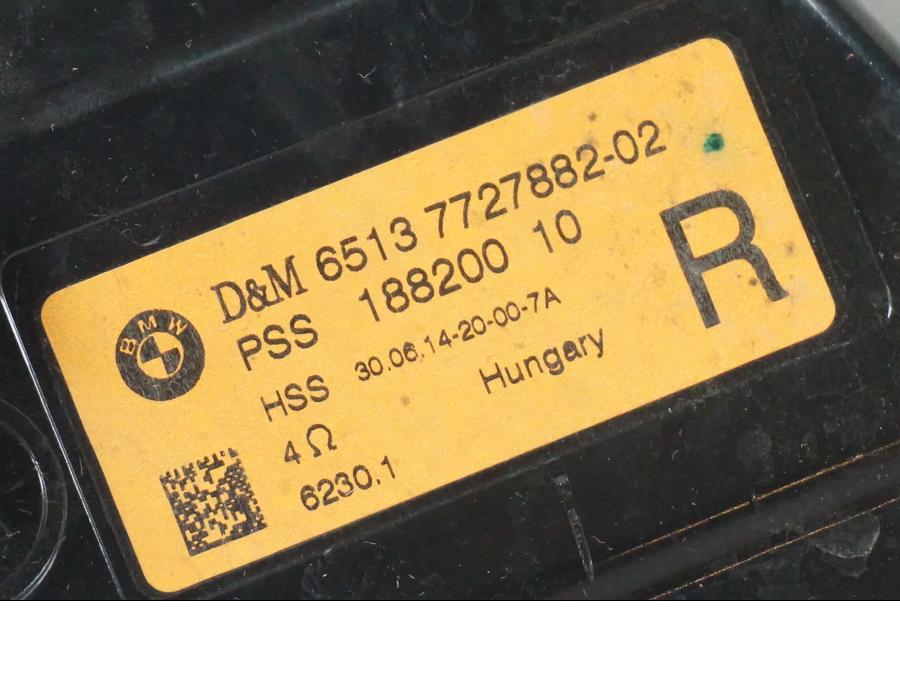 BMW
D&M 6513 7727882-02
PSS 188200 10
R
HSS 30.06.14-20-00-7A
4 Ω
Hungary
6230.1